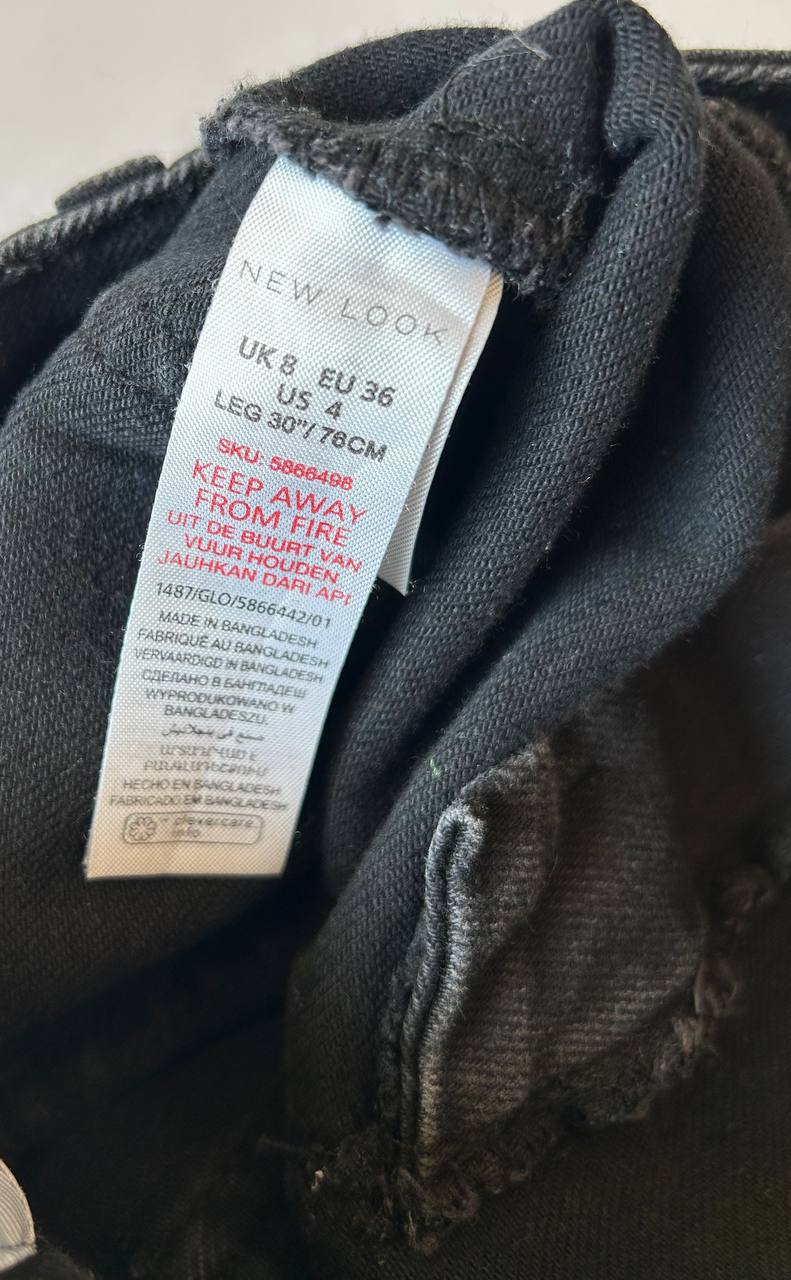 NEW LOOK
UK 8 EU 36
US 4
LEG 30"/ 76CM
SKU: 5866498
KEEP AWAY
FROM FIRE
UIT DE BUURT VAN
VUUR HOUDEN
JAUHKAN DARI API
1487/GLO/5866442/01
MADE IN BANGLADESH
FABRIQUÉ AU BANGLADESH
VERVAARDIGD IN BANGLADESH
СДЕЛАНО В БАНГЛАДЕШ
WYPRODUKOWANO W
BANGLADESZU.
صنع في بنجلاديش
HECHO EN BANGLADESH
FABRICADO EM BANGLADESH
clevercare
info